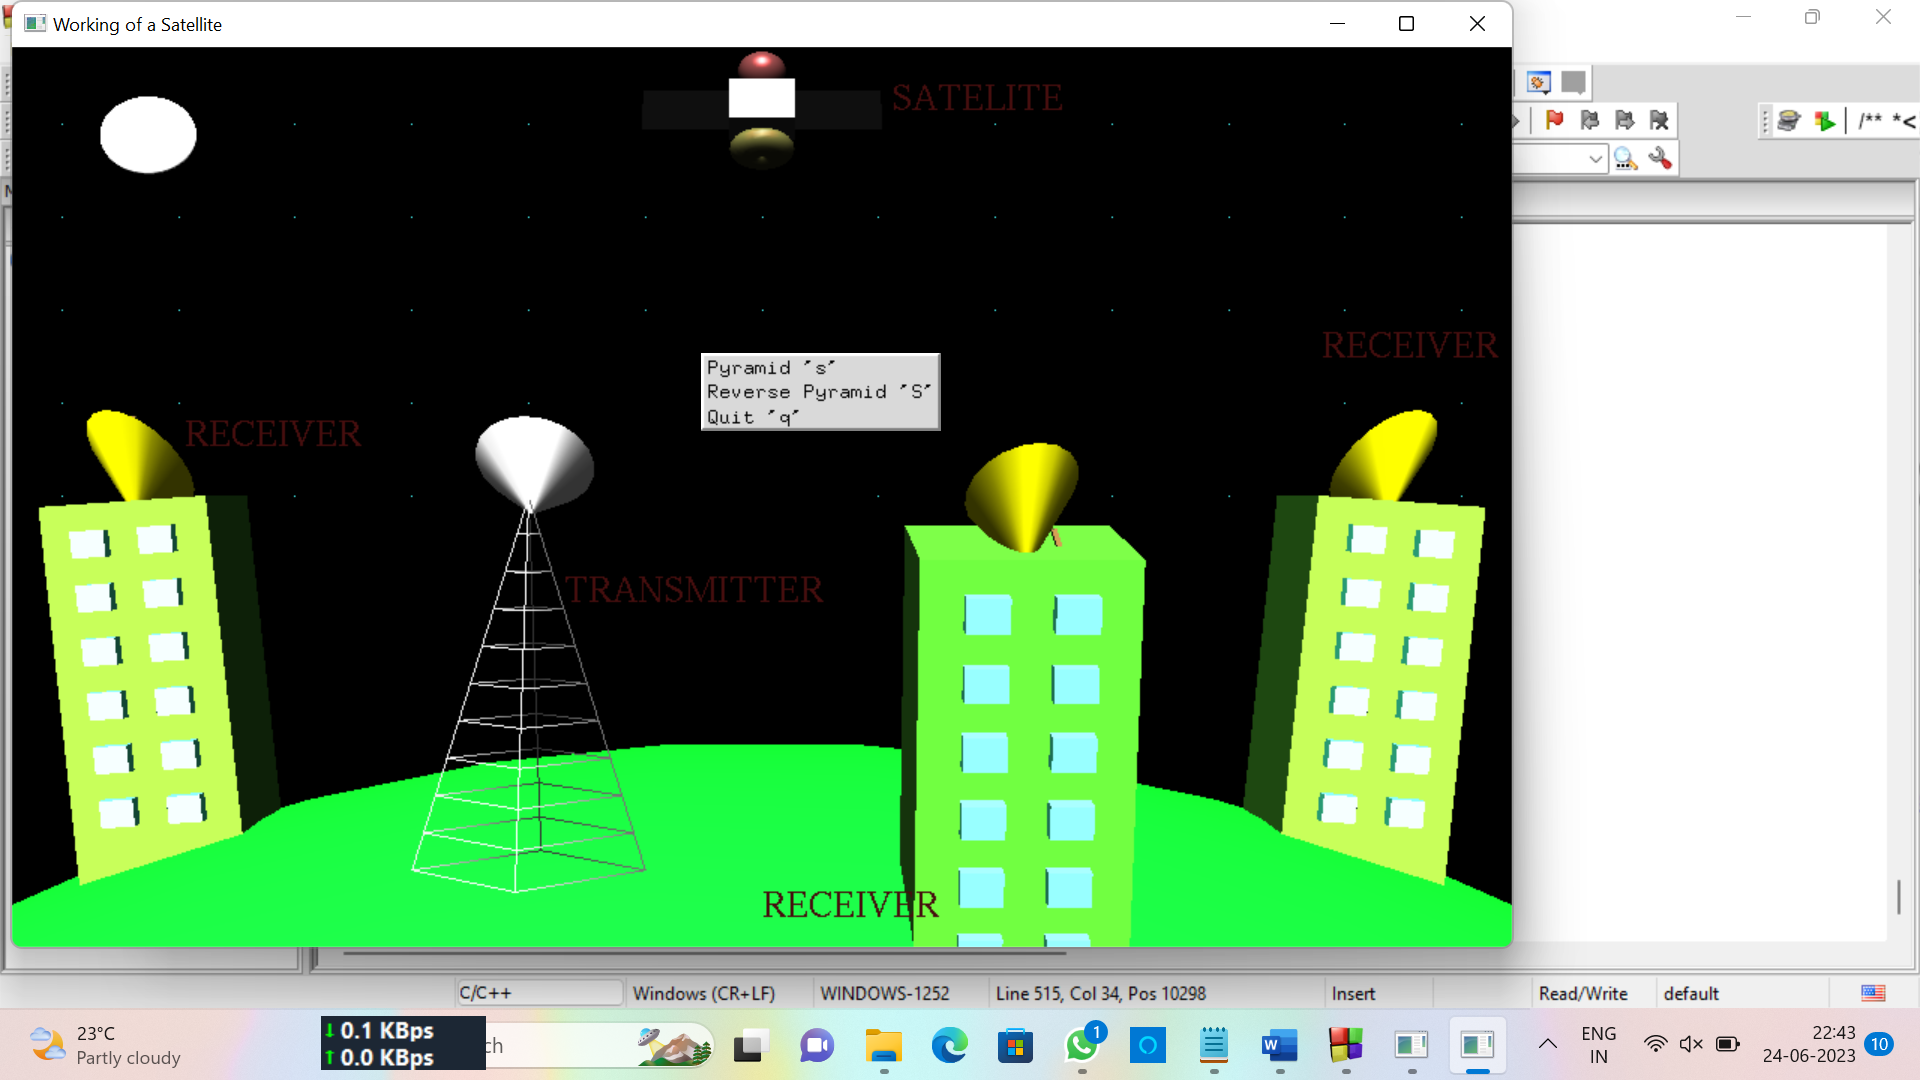 Working of a Satellite
/** *<
SATELITE
RECEIVER
Pyramid 's'
Reverse Pyramid 'S'
Quit 'q'
RECEIVER
TRANSMITTER
RECEIVER
C/C++ Windows (CR+LF) WINDOWS-1252 Line 515, Col 34, Pos 10298 Insert Read/Write default
23°C
Partly cloudy
↓ 0.1 KBps
↑ 0.0 KBps
ch
1
W
ENG
IN
22:43
24-06-2023
10